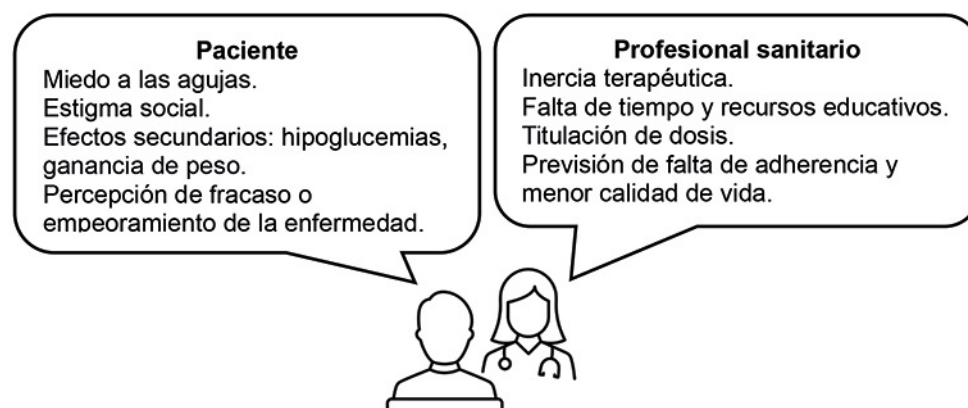 Paciente
Miedo a las agujas.
Estigma social.
Efectos secundarios: hipoglucemias,
ganancia de peso.
Percepción de fracaso o
empeoramiento de la enfermedad.
Profesional sanitario
Inercia terapéutica.
Falta de tiempo y recursos educativos.
Titulación de dosis.
Previsión de falta de adherencia y
menor calidad de vida.